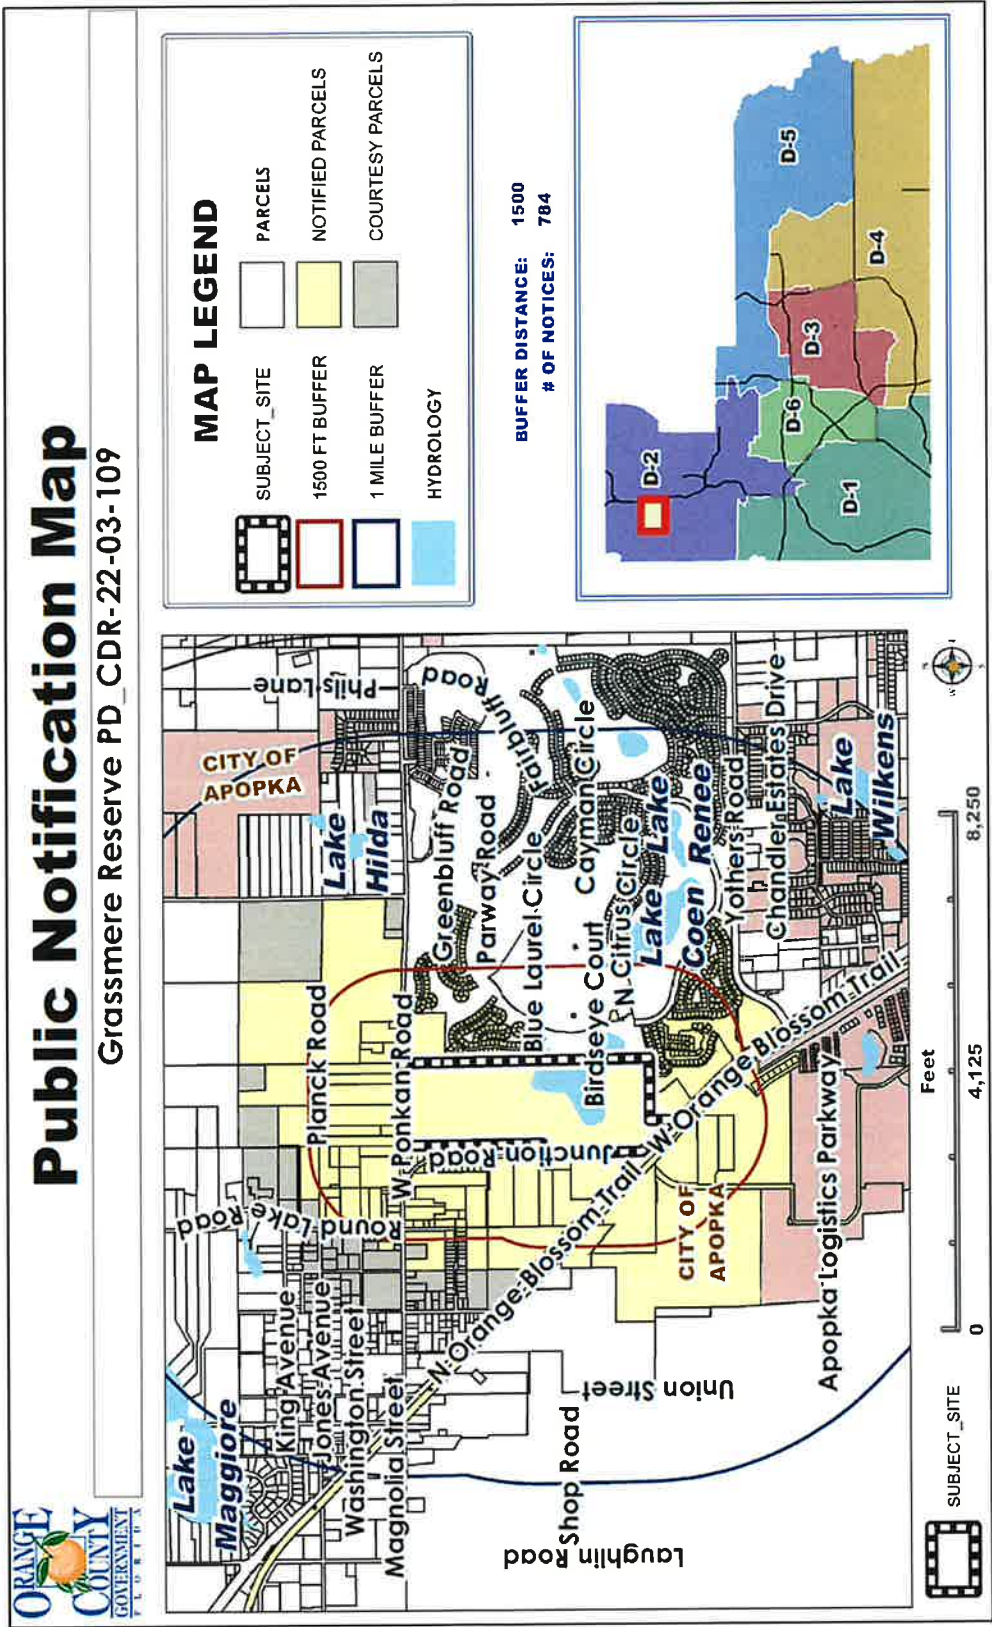 ORANGE
COUNTY
GOVERNMENT
FLORIDA
Public Notification Map
Grassmere Reserve PD_CDR-22-03-109
Lake
Maggiore
King Avenue
Jones Avenue
Washington Street
Magnolia Street
N Orange Blossom Trail
Laughlin Road
Shop Road
Union Street
Round Lake Road
Planck Road
W Ponkan Road
Junction Road
W Orange Blossom Trail
CITY OF
APOPKA
Apopka Logistics Parkway
CITY OF
APOPKA
Phils Lane
Lake
Hilda
Greenbluff Road
Parway Road
Fairbluff Road
Blue Laurel Circle
Birdseye Court
Cayman Circle
N Citrus Circle
Lake
Coen
Lake
Renee
Yothers Road
Chandler Estates Drive
Lake
Wilkens
MAP LEGEND
SUBJECT_SITE
PARCELS
1500 FT BUFFER
NOTIFIED PARCELS
1 MILE BUFFER
COURTESY PARCELS
HYDROLOGY
BUFFER DISTANCE: 1500
# OF NOTICES: 784
D-2
D-5
D-3
D-6
D-4
D-1
SUBJECT_SITE
Feet
0
4,125
8,250
N
W
S